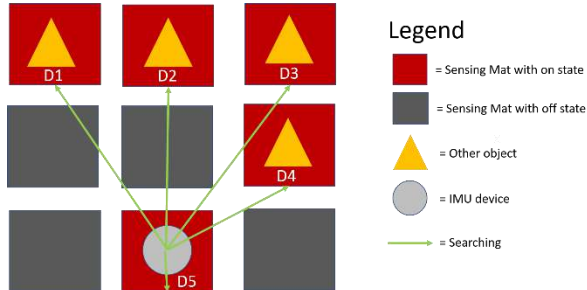 D1
D2
D3
D4
D5
Legend
= Sensing Mat with on state
= Sensing Mat with off state
= Other object
= IMU device
= Searching